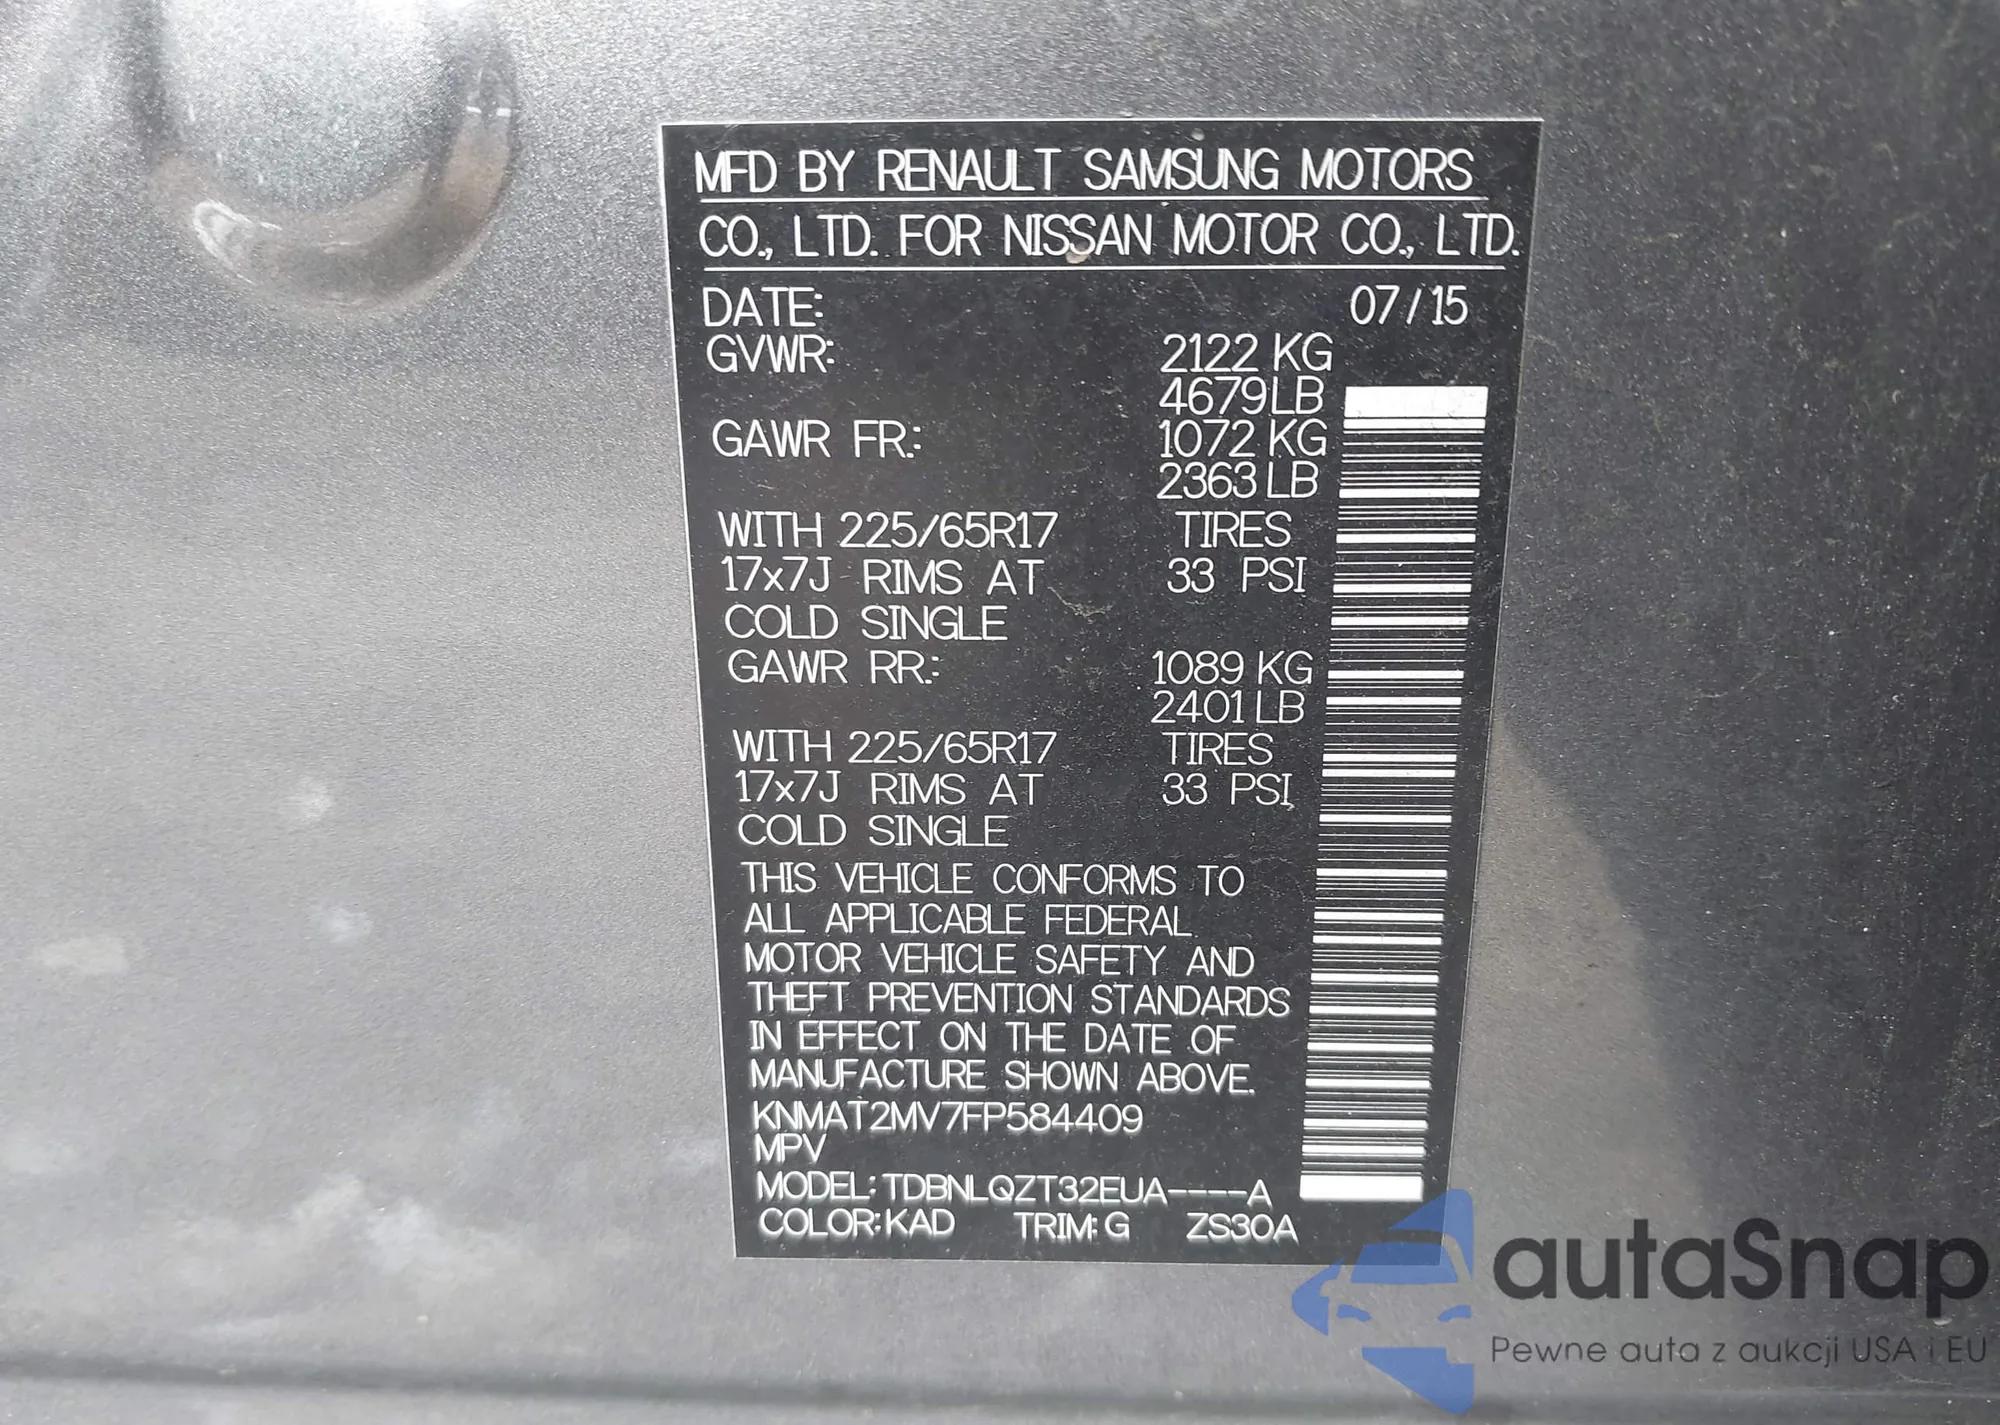 MFD BY RENAULT SAMSUNG MOTORS
CO., LTD. FOR NISSAN MOTOR CO., LTD.
DATE: 07/15
GVWR: 2122 KG
4679 LB
GAWR FR.: 1072 KG
2363 LB
WITH 225/65R17 TIRES
17x7J RIMS AT 33 PSI
COLD SINGLE
GAWR RR.: 1089 KG
2401 LB
WITH 225/65R17 TIRES
17x7J RIMS AT 33 PSI
COLD SINGLE
THIS VEHICLE CONFORMS TO
ALL APPLICABLE FEDERAL
MOTOR VEHICLE SAFETY AND
THEFT PREVENTION STANDARDS
IN EFFECT ON THE DATE OF
MANUFACTURE SHOWN ABOVE.
KNMAT2MV7FP584409
MPV
MODEL: TDBNLQZT32EUA----A
COLOR: KAD TRIM: G ZS30A
autaSnap
Pewne auta z aukcji USA i EU